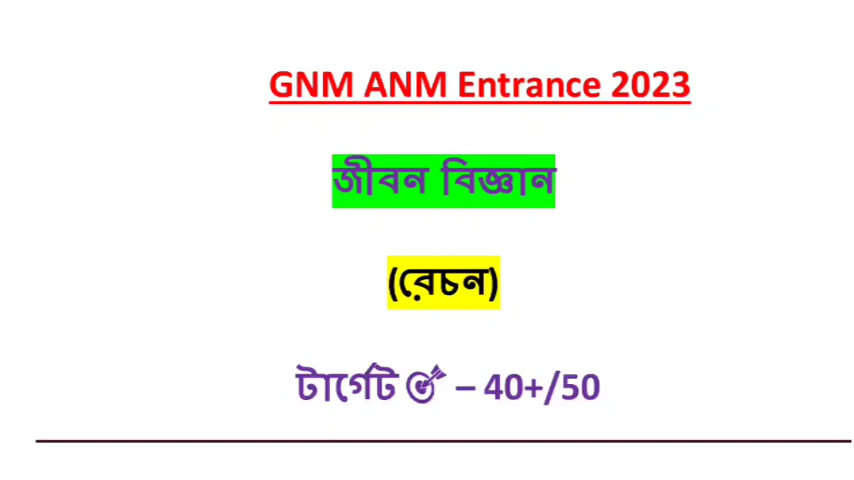 GNM ANM Entrance 2023
জীবন বিজ্ঞান
(রেচন)
টার্গেট 🎯 – 40+/50